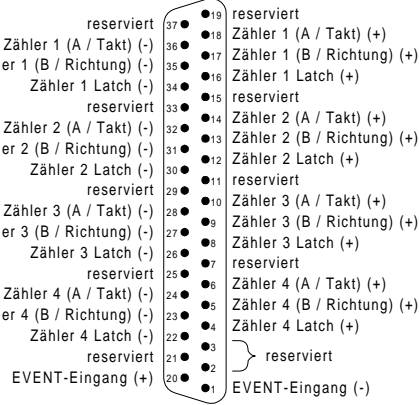 reserviert 37 19 reserviert
Zähler 1 (A / Takt) (-) 36 18 Zähler 1 (A / Takt) (+)
er 1 (B / Richtung) (-) 35 17 Zähler 1 (B / Richtung) (+)
Zähler 1 Latch (-) 34 16 Zähler 1 Latch (+)
reserviert 33 15 reserviert
Zähler 2 (A / Takt) (-) 32 14 Zähler 2 (A / Takt) (+)
er 2 (B / Richtung) (-) 31 13 Zähler 2 (B / Richtung) (+)
Zähler 2 Latch (-) 30 12 Zähler 2 Latch (+)
reserviert 29 11 reserviert
Zähler 3 (A / Takt) (-) 28 10 Zähler 3 (A / Takt) (+)
er 3 (B / Richtung) (-) 27 9 Zähler 3 (B / Richtung) (+)
Zähler 3 Latch (-) 26 8 Zähler 3 Latch (+)
reserviert 25 7 reserviert
Zähler 4 (A / Takt) (-) 24 6 Zähler 4 (A / Takt) (+)
er 4 (B / Richtung) (-) 23 5 Zähler 4 (B / Richtung) (+)
Zähler 4 Latch (-) 22 4 Zähler 4 Latch (+)
reserviert 21 3 reserviert
EVENT-Eingang (+) 20 2
1 EVENT-Eingang (-)